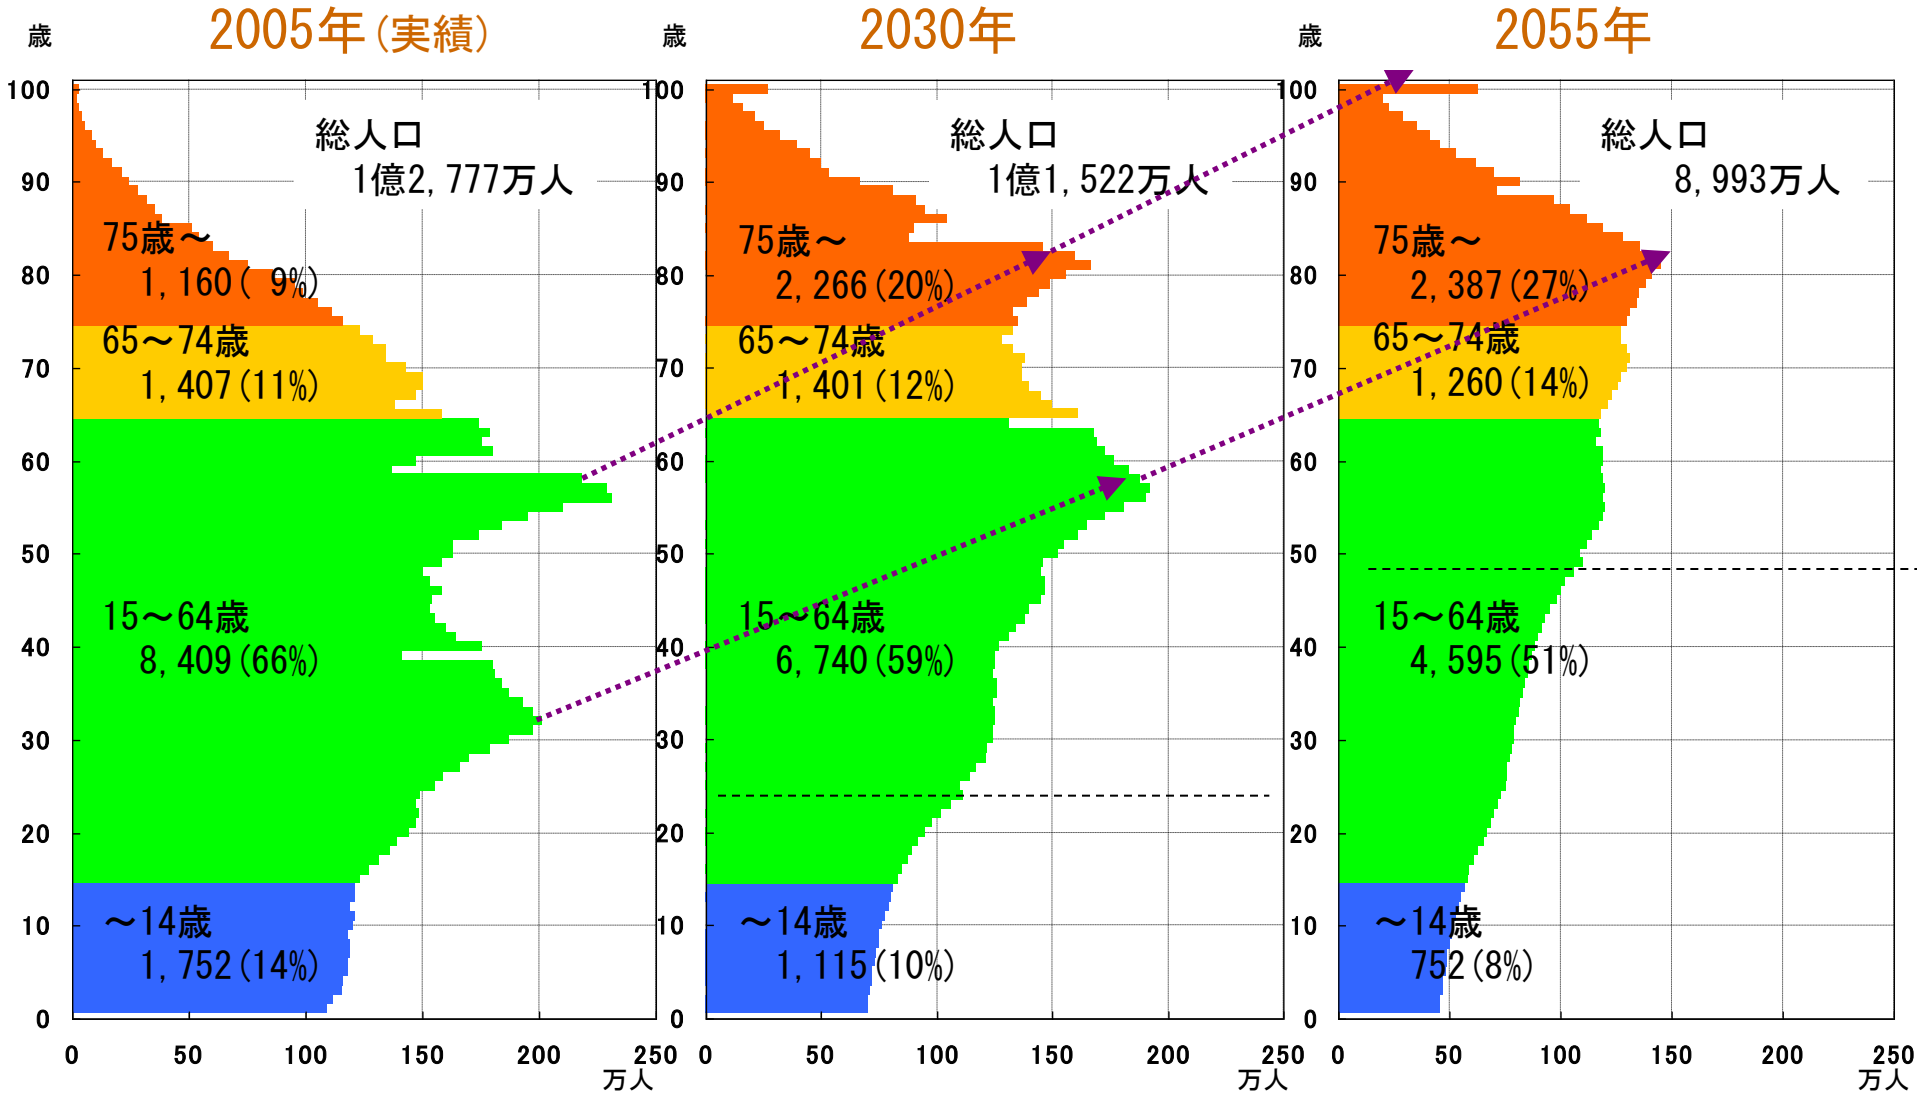 2005年(実績)
歳
100
90
80
70
60
50
40
30
20
10
0
総人口
1億2,777万人
75歳～
1,160( 9%)
65～74歳
1,407(11%)
15～64歳
8,409(66%)
～14歳
1,752(14%)
0 50 100 150 200 250
万人
2030年
歳
100
90
80
70
60
50
40
30
20
10
0
総人口
1億1,522万人
75歳～
2,266(20%)
65～74歳
1,401(12%)
15～64歳
6,740(59%)
～14歳
1,115(10%)
0 50 100 150 200 250
万人
2055年
歳
100
90
80
70
60
50
40
30
20
10
0
総人口
8,993万人
75歳～
2,387(27%)
65～74歳
1,260(14%)
15～64歳
4,595(51%)
～14歳
752(8%)
0 50 100 150 200 250
万人